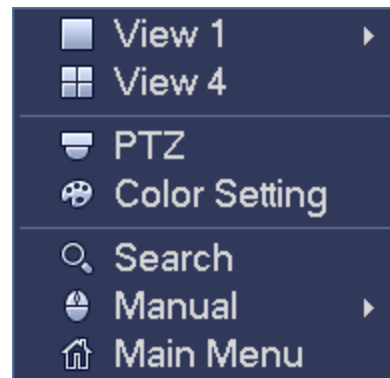 View 1
View 4
PTZ
Color Setting
Search
Manual
Main Menu